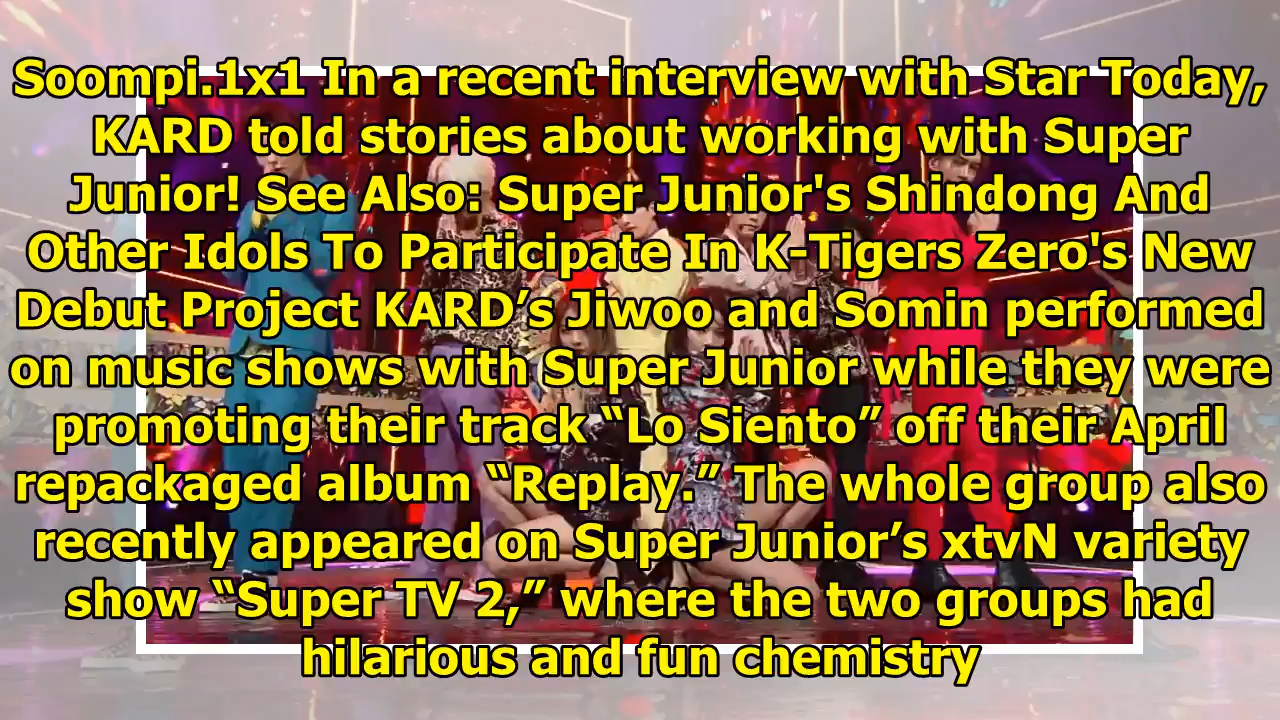 Soompi.1x1 In a recent interview with Star Today,
KARD told stories about working with Super
Junior! See Also: Super Junior's Shindong And
Other Idols To Participate In K-Tigers Zero's New
Debut Project KARD’s Jiwoo and Somin performed
on music shows with Super Junior while they were
promoting their track “Lo Siento” off their April
repackaged album “Replay.” The whole group also
recently appeared on Super Junior’s xtvN variety
show “Super TV 2,” where the two groups had
hilarious and fun chemistry